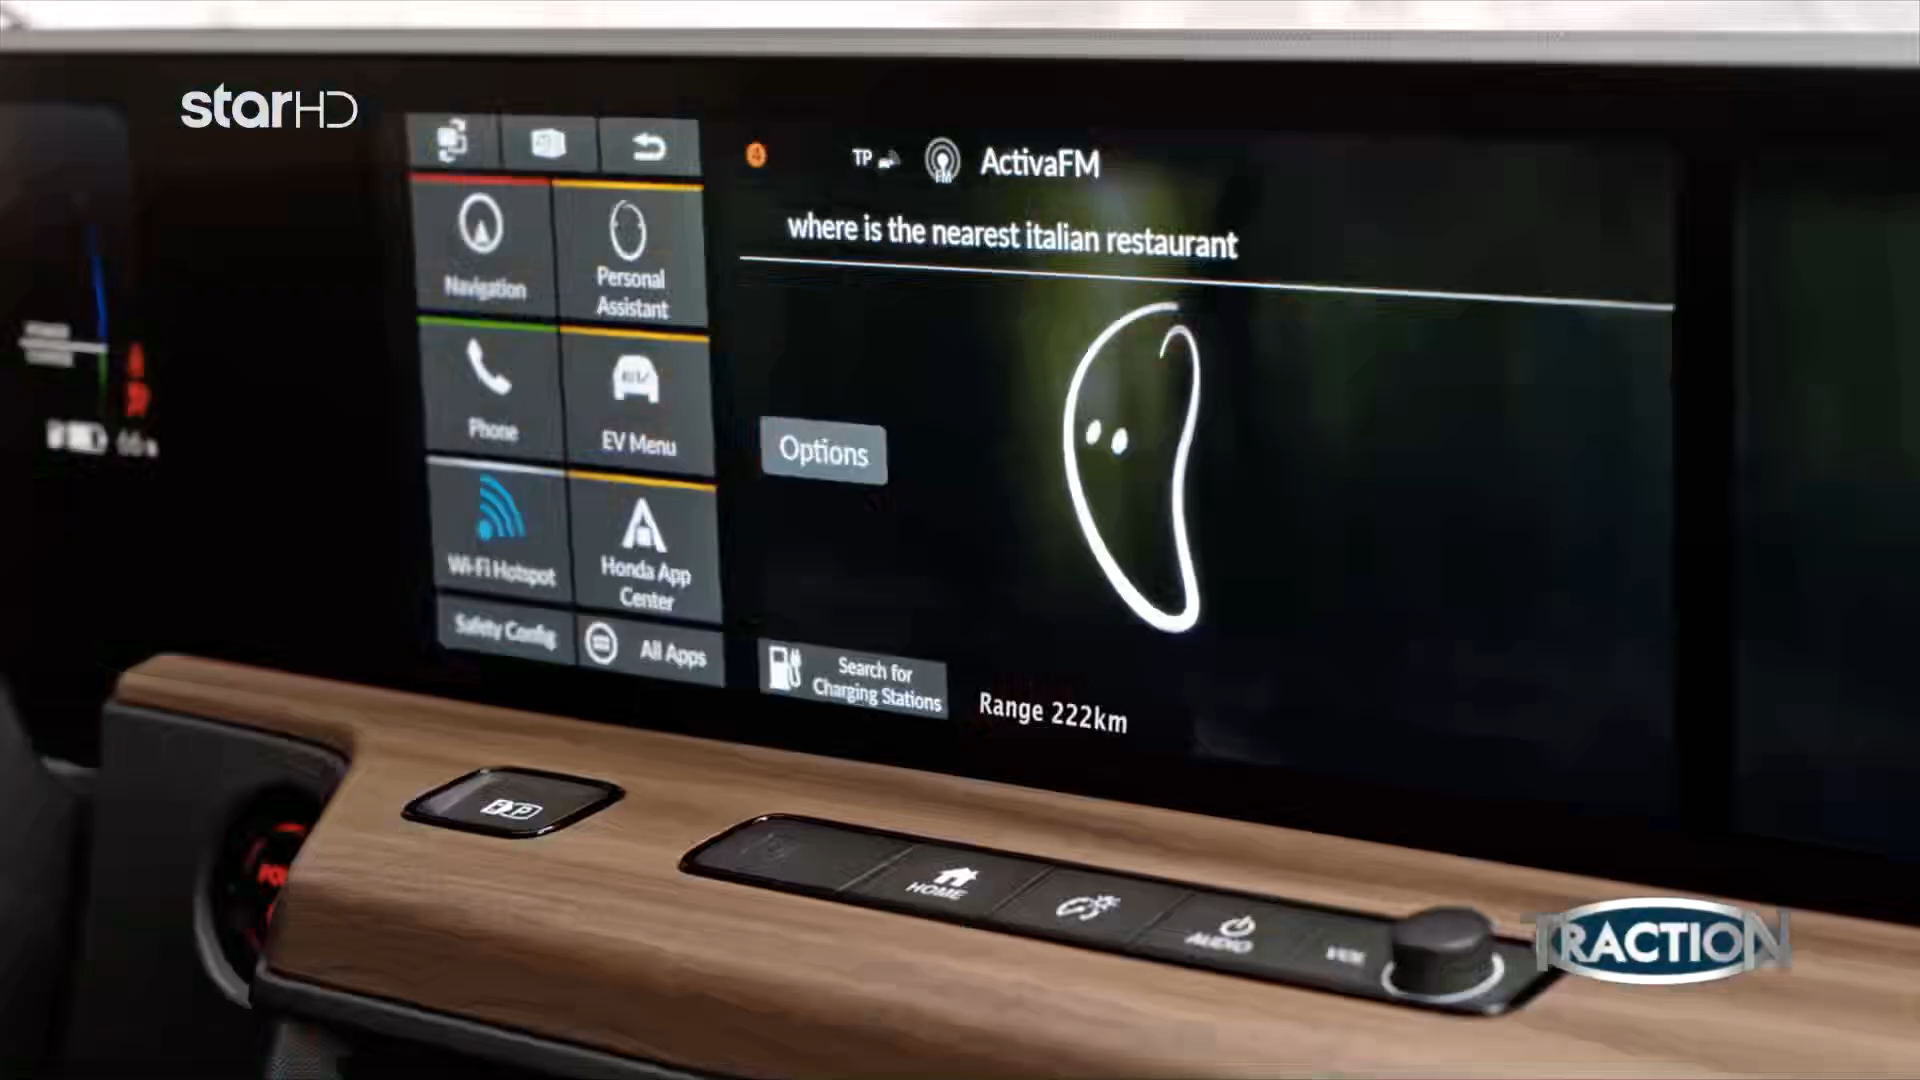 starHD
TP
FM
ActivaFM
where is the nearest italian restaurant
Navigation
Personal
Assistant
Phone
EV Menu
Options
Wi-Fi Hotspot
Honda App
Center
Safety Config
All Apps
Search for
Charging Stations
Range 222km
P
HOME
AUDIO
TRACTION